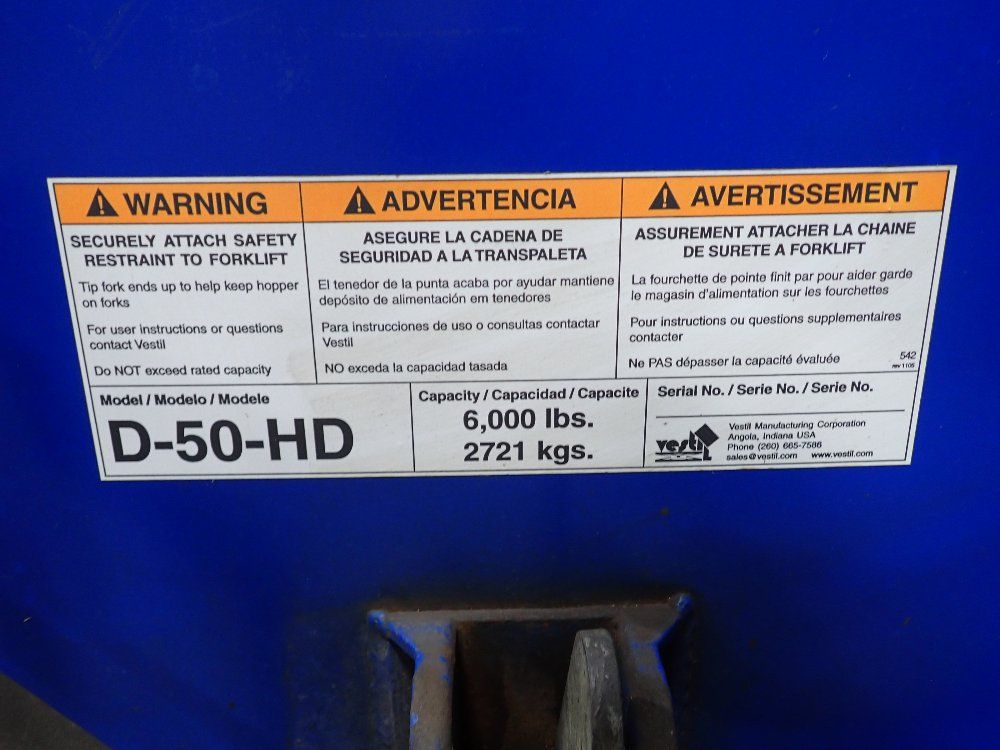 WARNING
SECURELY ATTACH SAFETY
RESTRAINT TO FORKLIFT
Tip fork ends up to help keep hopper
on forks
For user instructions or questions
contact Vestil
Do NOT exceed rated capacity
ADVERTENCIA
ASEGURE LA CADENA DE
SEGURIDAD A LA TRANSPALETA
El tenedor de la punta acaba por ayudar mantiene
depósito de alimentación em tenedores
Para instrucciones de uso o consultas contactar
Vestil
NO exceda la capacidad tasada
AVERTISSEMENT
ASSUREMENT ATTACHER LA CHAINE
DE SURETE A FORKLIFT
La fourchette de pointe finit par pour aider garde
le magasin d'alimentation sur les fourchettes
Pour instructions ou questions supplementaires
contacter
Ne PAS dépasser la capacité évaluée
542
rev 1105
Model / Modelo / Modele
D-50-HD
Capacity / Capacidad / Capacite
6,000 lbs.
2721 kgs.
Serial No. / Serie No. / Serie No.
vestil
Vestil Manufacturing Corporation
Angola, Indiana USA
Phone (260) 665-7586
sales@vestil.com www.vestil.com